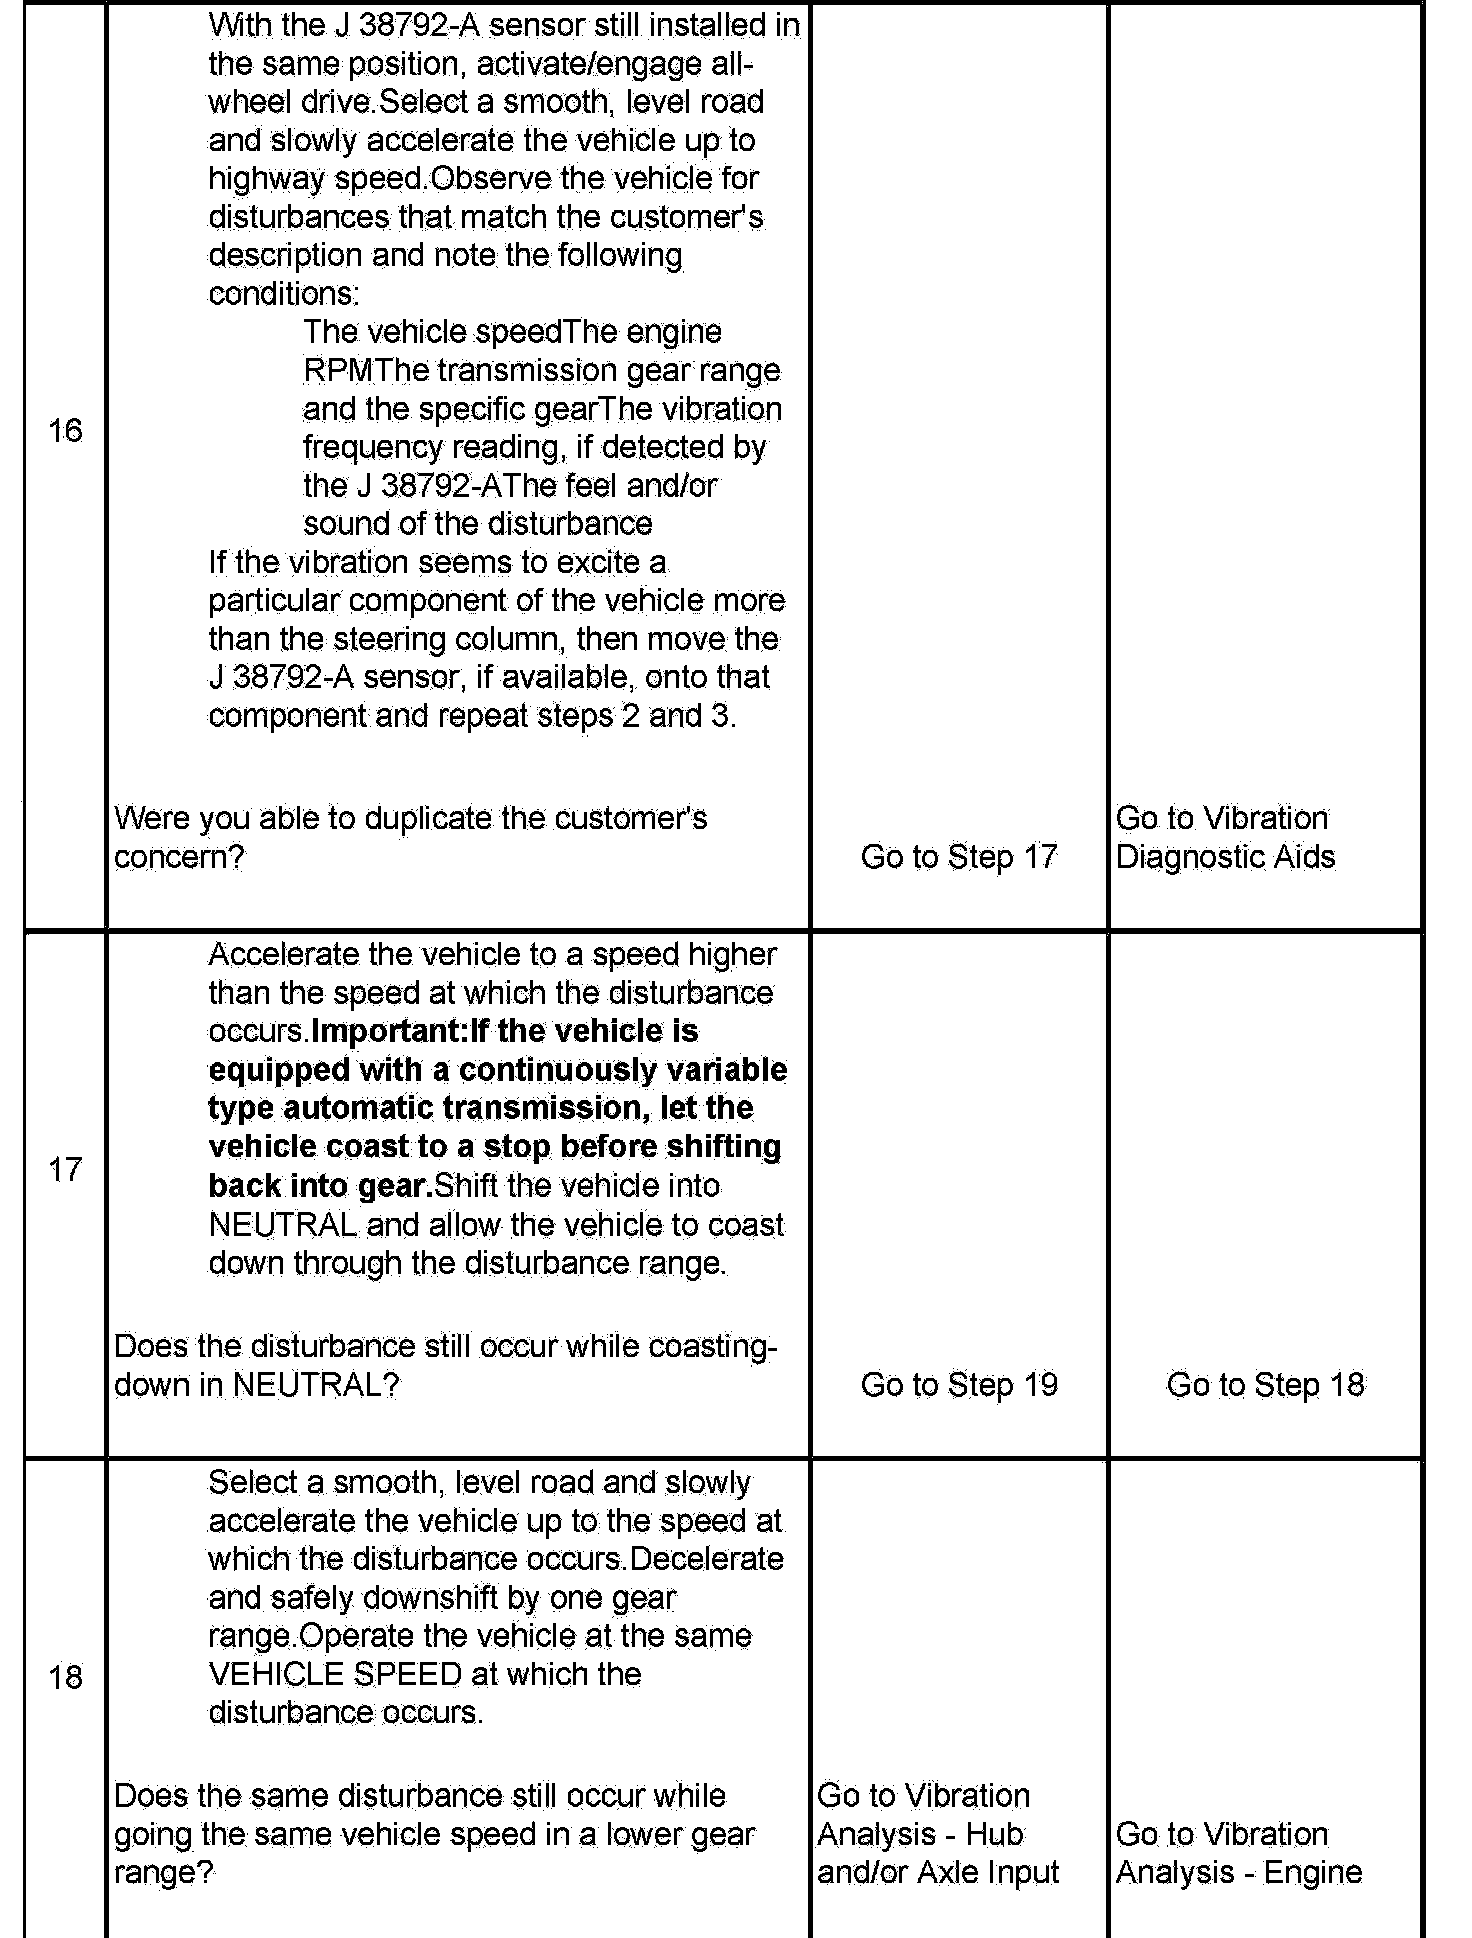 With the J 38792-A sensor still installed in
the same position, activate/engage all-
wheel drive.Select a smooth, level road
and slowly accelerate the vehicle up to
highway speed.Observe the vehicle for
disturbances that match the customer's
description and note the following
conditions:
The vehicle speedThe engine
RPMThe transmission gear range
and the specific gearThe vibration
frequency reading, if detected by
the J 38792-AThe feel and/or
sound of the disturbance
If the vibration seems to excite a
particular component of the vehicle more
than the steering column, then move the
J 38792-A sensor, if available, onto that
component and repeat steps 2 and 3.
16
Were you able to duplicate the customer's
concern?
Go to Step 17
Go to Vibration
Diagnostic Aids
Accelerate the vehicle to a speed higher
than the speed at which the disturbance
occurs.Important:If the vehicle is
equipped with a continuously variable
type automatic transmission, let the
vehicle coast to a stop before shifting
back into gear.Shift the vehicle into
NEUTRAL and allow the vehicle to coast
down through the disturbance range.
17
Does the disturbance still occur while coasting-
down in NEUTRAL?
Go to Step 19
Go to Step 18
Select a smooth, level road and slowly
accelerate the vehicle up to the speed at
which the disturbance occurs.Decelerate
and safely downshift by one gear
range.Operate the vehicle at the same
VEHICLE SPEED at which the
disturbance occurs.
18
Does the same disturbance still occur while
going the same vehicle speed in a lower gear
range?
Go to Vibration
Analysis - Hub
and/or Axle Input
Go to Vibration
Analysis - Engine